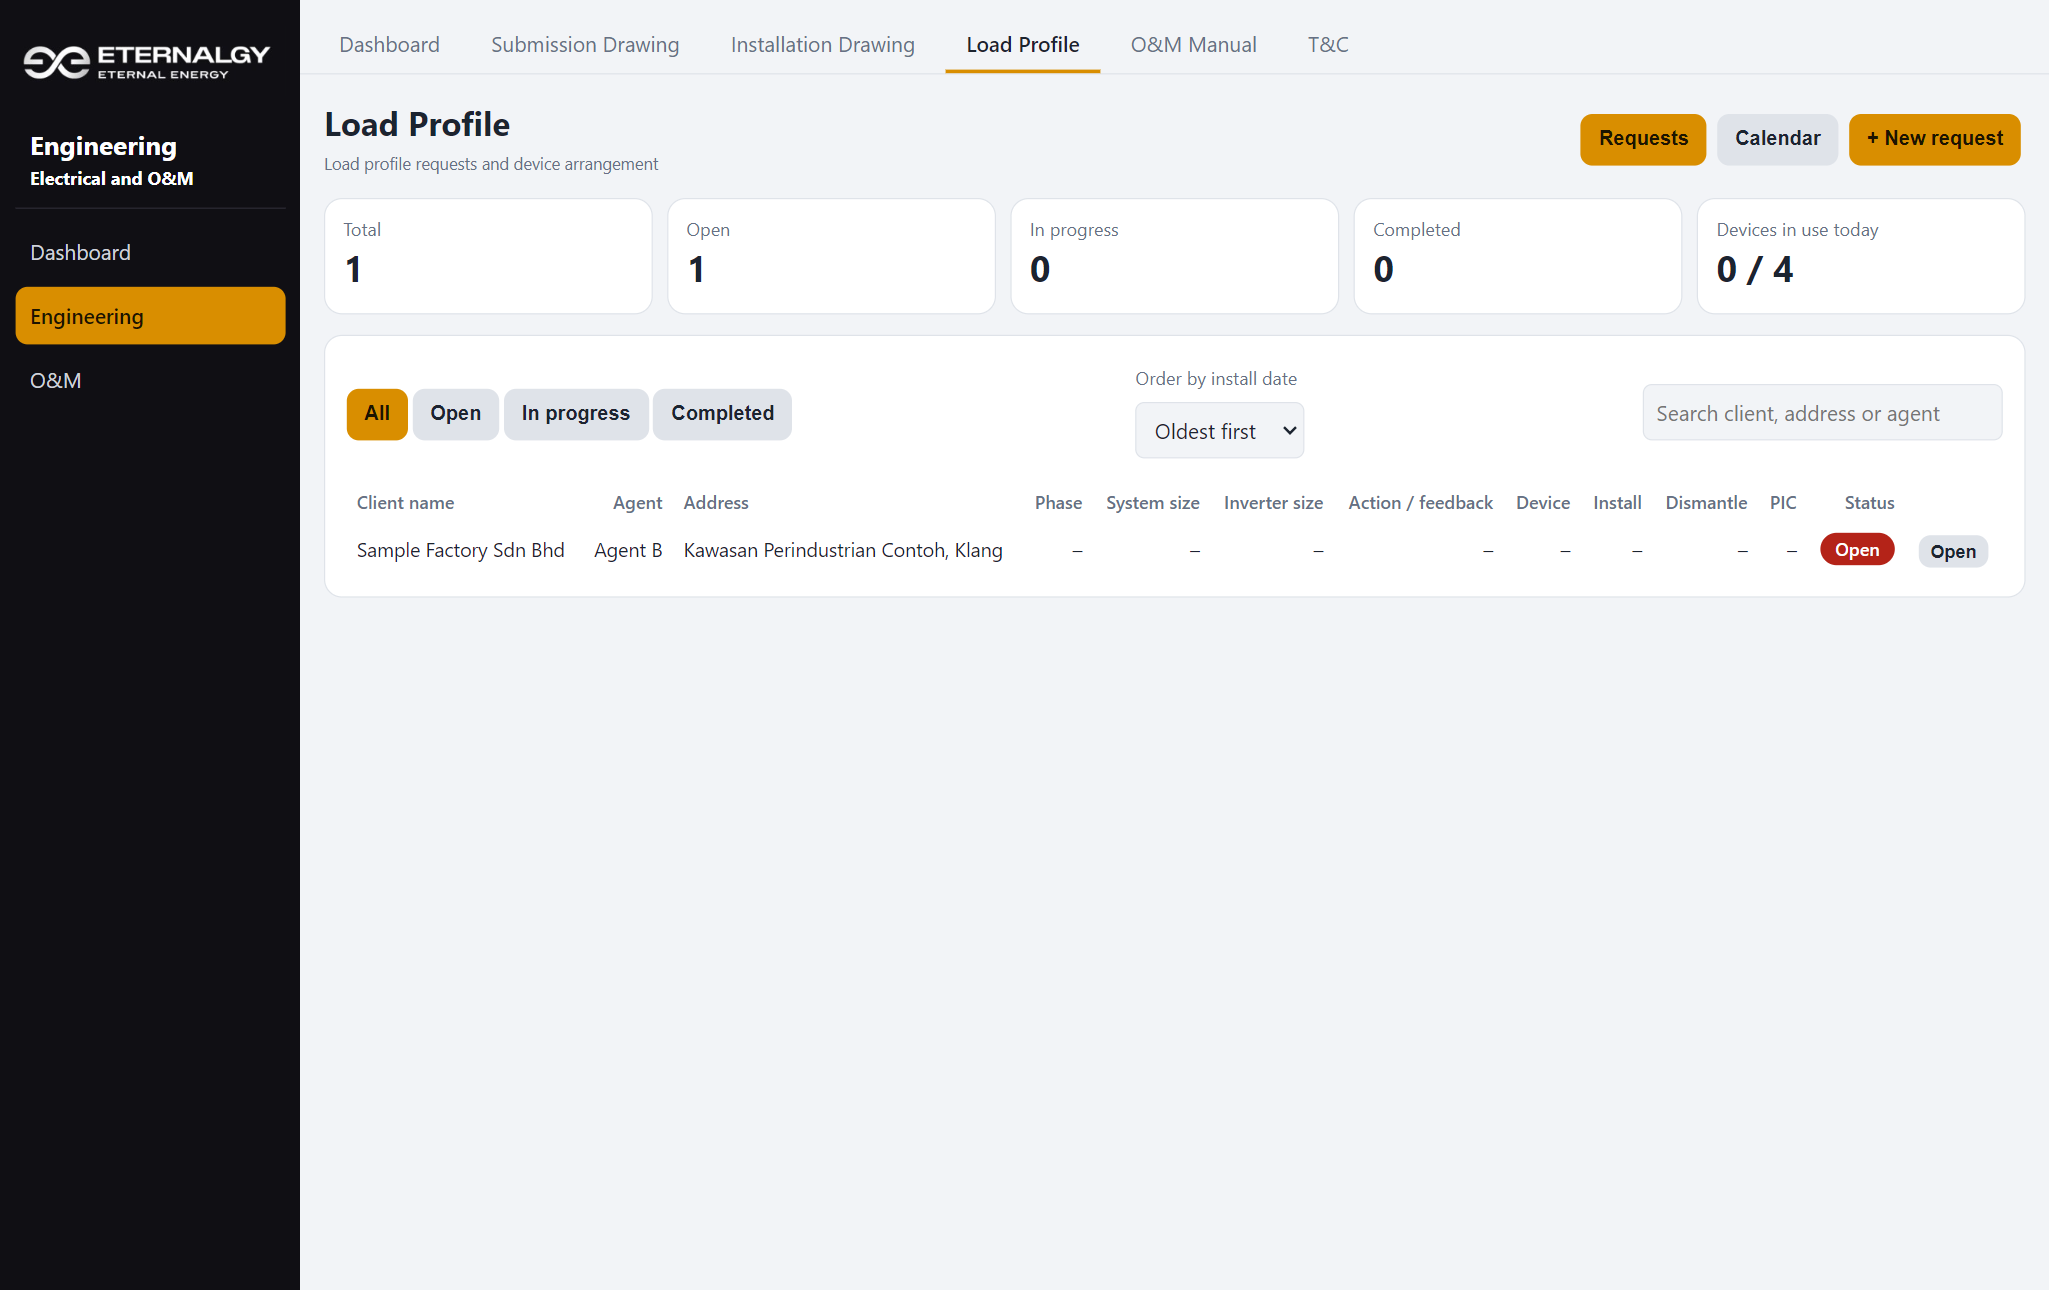 ETERNALGY
ETERNAL ENERGY
Engineering
Electrical and O&M
Dashboard
Engineering
O&M
Dashboard Submission Drawing Installation Drawing Load Profile O&M Manual T&C
Load Profile
Load profile requests and device arrangement
Requests Calendar + New request
Total Open In progress Completed Devices in use today
1 1 0 0 0 / 4
Order by install date
All Open In progress Completed Oldest first Search client, address or agent
Client name Agent Address Phase System size Inverter size Action / feedback Device Install Dismantle PIC Status
Sample Factory Sdn Bhd Agent B Kawasan Perindustrian Contoh, Klang – – – – – – – – Open Open